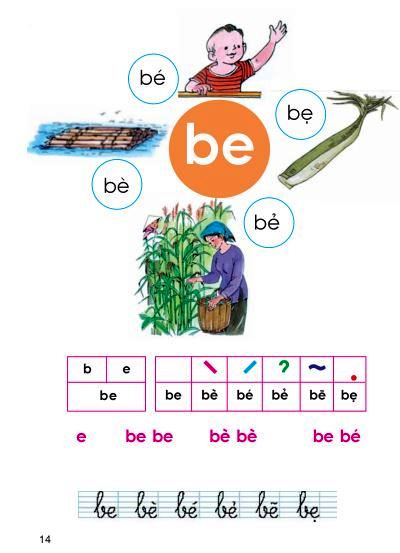 bé
be
bẹ
bè
bẻ
b e
be
be bè bé bẻ bẽ bẹ
e be be bè bè be bé
be bè bé bẻ bẽ bẹ
14